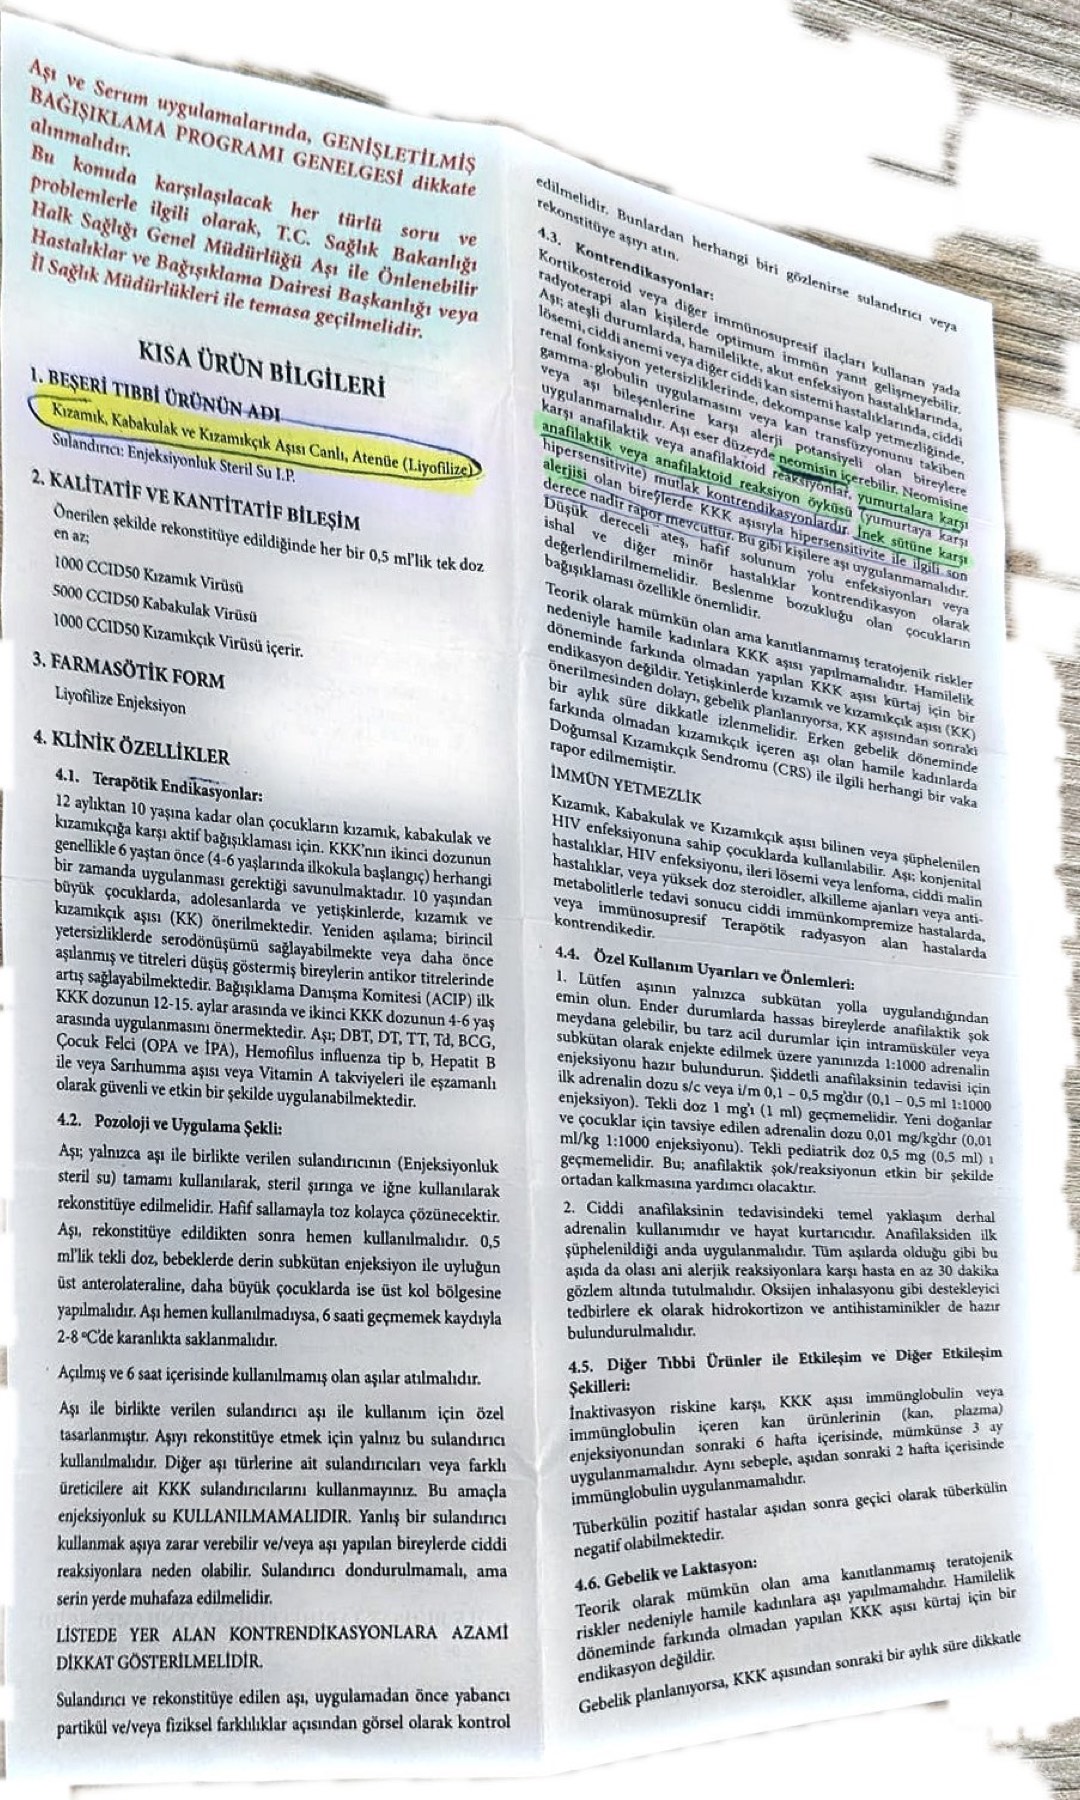 Aşı ve Serum uygulamalarında, GENİŞLETİLMİŞ
BAĞIŞIKLAMA PROGRAMI GENELGESİ dikkate
alınmalıdır.
Bu konuda karşılaşılacak her türlü soru ve
problemlerle ilgili olarak, T.C. Sağlık Bakanlığı
Halk Sağlığı Genel Müdürlüğü Aşı ile Önlenebilir
Hastalıklar ve Bağışıklama Dairesi Başkanlığı veya
İl Sağlık Müdürlükleri ile temasa geçilmelidir.
KISA ÜRÜN BİLGİLERİ
1. BEŞERİ TIBBİ ÜRÜNÜN ADI
Kızamık, Kabakulak ve Kızamıkçık Aşısı Canlı, Atenüe (Liyofilize)
Sulandırıcı: Enjeksiyonluk Steril Su I.P.
2. KALİTATİF VE KANTİTATİF BİLEŞİM
Önerilen şekilde rekonstitüye edildiğinde her bir 0,5 ml'lik tek doz
en az;
1000 CCID50 Kızamık Virüsü
5000 CCID50 Kabakulak Virüsü
1000 CCID50 Kızamıkçık Virüsü içerir.
3. FARMASÖTİK FORM
Liyofilize Enjeksiyon
4. KLİNİK ÖZELLİKLER
4.1. Terapötik Endikasyonlar:
12 aylıktan 10 yaşına kadar olan çocukların kızamık, kabakulak ve
kızamıkçığa karşı aktif bağışıklaması için. KKK'nın ikinci dozunun
genellikle 6 yaştan önce (4-6 yaşlarında ilkokula başlangıç) herhangi
bir zamanda uygulanması gerektiği savunulmaktadır. 10 yaşından
büyük çocuklarda, adolesanlarda ve yetişkinlerde, kızamık ve
kızamıkçık aşısı (KK) önerilmektedir. Yeniden aşılama; birincil
yetersizliklerde serodönüşümü sağlayabilmekte veya daha önce
aşılanmış ve titreleri düşüş göstermiş bireylerin antikor titrelerinde
artış sağlayabilmektedir. Bağışıklama Danışma Komitesi (ACIP) ilk
KKK dozunun 12-15. aylar arasında ve ikinci KKK dozunun 4-6 yaş
arasında uygulanmasını önermektedir. Aşı; DBT, DT, TT, Td, BCG,
Çocuk Felci (OPA ve İPA), Hemofilus influenza tip b, Hepatit B
ile veya Sarıhumma aşısı veya Vitamin A takviyeleri ile eşzamanlı
olarak güvenli ve etkin bir şekilde uygulanabilmektedir.
4.2. Pozoloji ve Uygulama Şekli:
Aşı; yalnızca aşı ile birlikte verilen sulandırıcının (Enjeksiyonluk
steril su) tamamı kullanılarak, steril şırınga ve iğne kullanılarak
rekonstitüye edilmelidir. Hafif sallamayla toz kolayca çözünecektir.
Aşı, rekonstitüye edildikten sonra hemen kullanılmalıdır. 0,5
ml'lik tekli doz, bebeklerde derin subkütan enjeksiyon ile uyluğun
üst anterolateraline, daha büyük çocuklarda ise üst kol bölgesine
yapılmalıdır. Aşı hemen kullanılmadıysa, 6 saati geçmemek kaydıyla
2-8 °C'de karanlıkta saklanmalıdır.
Açılmış ve 6 saat içerisinde kullanılmamış olan aşılar atılmalıdır.
Aşı ile birlikte verilen sulandırıcı aşı ile kullanım için özel
tasarlanmıştır. Aşıyı rekonstitüye etmek için yalnız bu sulandırıcı
kullanılmalıdır. Diğer aşı türlerine ait sulandırıcıları veya farklı
üreticilere ait KKK sulandırıcılarını kullanmayınız. Bu amaçla
enjeksiyonluk su KULLANILMAMALIDIR. Yanlış bir sulandırıcı
kullanmak aşıya zarar verebilir ve/veya aşı yapılan bireylerde ciddi
reaksiyonlara neden olabilir. Sulandırıcı dondurulmamalı, ama
serin yerde muhafaza edilmelidir.
LİSTEDE YER ALAN KONTRENDİKASYONLARA AZAMİ
DİKKAT GÖSTERİLMELİDİR.
Sulandırıcı ve rekonstitüye edilen aşı, uygulamadan önce yabancı
partikül ve/veya fiziksel farklılıklar açısından görsel olarak kontrol
edilmelidir. Bunlardan herhangi biri gözlenirse sulandırıcı veya
rekonstitüye aşıyı atın.
4.3. Kontrendikasyonlar:
Kortikosteroid veya diğer immünosupresif ilaçları kullanan yada
radyoterapi alan kişilerde optimum immün yanıt gelişmeyebilir.
Aşı; ateşli durumlarda, hamilelikte, akut enfeksiyon hastalıklarında,
lösemi, ciddi anemi veya diğer ciddi kan sistemi hastalıklarında, ciddi
renal fonksiyon yetersizliklerinde, dekompanse kalp yetmezliğinde,
gamma-globulin uygulamasını veya kan transfüzyonunu takiben
veya aşı bileşenlerine karşı alerji potansiyeli olan bireylere
uygulanmamalıdır. Aşı eser düzeyde neomisin içerebilir. Neomisine
karşı anafilaktik veya anafilaktoid reaksiyonlar, yumurtalara karşı
anafilaktik veya anafilaktoid reaksiyon öyküsü (yumurtaya karşı
hipersensitivite) mutlak kontrendikasyonlardır. İnek sütüne karşı
alerjisi olan bireylerde KKK aşısıyla hipersensitivite ile ilgili son
derece nadir rapor mevcuttur. Bu gibi kişilere aşı uygulanmamalıdır.
Düşük dereceli ateş, hafif solunum yolu enfeksiyonları veya
ishal ve diğer minör hastalıklar kontrendikasyon olarak
değerlendirilmemelidir. Beslenme bozukluğu olan çocukların
bağışıklaması özellikle önemlidir.
Teorik olarak mümkün olan ama kanıtlanmamış teratojenik riskler
nedeniyle hamile kadınlara KKK aşısı yapılmamalıdır. Hamilelik
döneminde farkında olmadan yapılan KKK aşısı kürtaj için bir
endikasyon değildir. Yetişkinlerde kızamık ve kızamıkçık aşısı (KK)
önerilmesinden dolayı, gebelik planlanıyorsa, KK aşısından sonraki
bir aylık süre dikkatle izlenmelidir. Erken gebelik döneminde
farkında olmadan kızamıkçık içeren aşı olan hamile kadınlarda
Doğumsal Kızamıkçık Sendromu (CRS) ile ilgili herhangi bir vaka
rapor edilmemiştir.
İMMÜN YETMEZLİK
Kızamık, Kabakulak ve Kızamıkçık aşısı bilinen veya şüphelenilen
HIV enfeksiyonuna sahip çocuklarda kullanılabilir. Aşı; konjenital
hastalıklar, HIV enfeksiyonu, ileri lösemi veya lenfoma, ciddi malin
hastalıklar, veya yüksek doz steroidler, alkilleme ajanları veya anti-
metabolitlerle tedavi sonucu ciddi immünkompremize hastalarda,
veya immünosupresif Terapötik radyasyon alan hastalarda
kontrendikedir.
4.4. Özel Kullanım Uyarıları ve Önlemleri:
1. Lütfen aşının yalnızca subkütan yolla uygulandığından
emin olun. Ender durumlarda hassas bireylerde anafilaktik şok
meydana gelebilir, bu tarz acil durumlar için intramüsküler veya
subkütan olarak enjekte edilmek üzere yanınızda 1:1000 adrenalin
enjeksiyonu hazır bulundurun. Şiddetli anafilaksinin tedavisi için
ilk adrenalin dozu s/c veya i/m 0,1 – 0,5 mg'dır (0,1 – 0,5 ml 1:1000
enjeksiyon). Tekli doz 1 mg'ı (1 ml) geçmemelidir. Yeni doğanlar
ve çocuklar için tavsiye edilen adrenalin dozu 0,01 mg/kg'dır (0,01
ml/kg 1:1000 enjeksiyonu). Tekli pediatrik doz 0,5 mg (0,5 ml) ı
geçmemelidir. Bu; anafilaktik şok/reaksiyonun etkin bir şekilde
ortadan kalkmasına yardımcı olacaktır.
2. Ciddi anafilaksinin tedavisindeki temel yaklaşım derhal
adrenalin kullanımıdır ve hayat kurtarıcıdır. Anafilaksiden ilk
şüphelenildiği anda uygulanmalıdır. Tüm aşılarda olduğu gibi bu
aşıda da olası ani alerjik reaksiyonlara karşı hasta en az 30 dakika
gözlem altında tutulmalıdır. Oksijen inhalasyonu gibi destekleyici
tedbirlere ek olarak hidrokortizon ve antihistaminikler de hazır
bulundurulmalıdır.
4.5. Diğer Tıbbi Ürünler ile Etkileşim ve Diğer Etkileşim
Şekilleri:
İnaktivasyon riskine karşı, KKK aşısı immünglobulin veya
immünglobulin içeren kan ürünlerinin (kan, plazma)
enjeksiyonundan sonraki 6 hafta içerisinde, mümkünse 3 ay
uygulanmamalıdır. Aynı sebeple, aşıdan sonraki 2 hafta içerisinde
immünglobulin uygulanmamalıdır.
Tüberkülin pozitif hastalar aşıdan sonra geçici olarak tüberkülin
negatif olabilmektedir.
4.6. Gebelik ve Laktasyon:
Teorik olarak mümkün olan ama kanıtlanmamış teratojenik
riskler nedeniyle hamile kadınlara aşı yapılmamalıdır. Hamilelik
döneminde farkında olmadan yapılan KKK aşısı kürtaj için bir
endikasyon değildir.
Gebelik planlanıyorsa, KKK aşısından sonraki bir aylık süre dikkatle